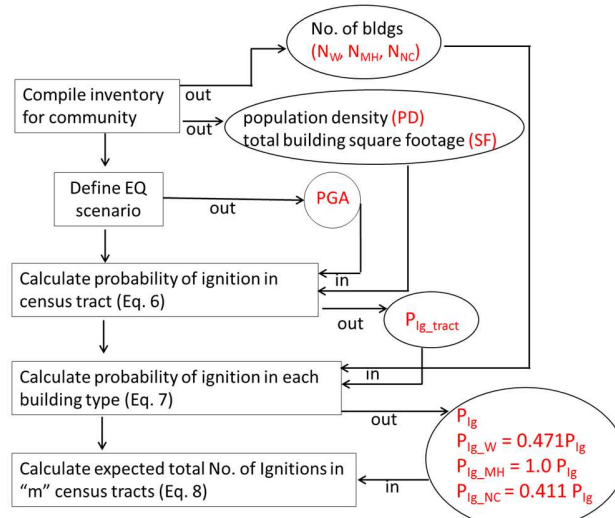 No. of bldgs
(N_W, N_MH, N_NC)
out
Compile inventory
for community
out
population density (PD)
total building square footage (SF)
Define EQ
scenario
out
PGA
in
Calculate probability of ignition in
census tract (Eq. 6)
out
P_Ig_tract
in
Calculate probability of ignition in each
building type (Eq. 7)
out
P_Ig
P_Ig_W = 0.471P_Ig
P_Ig_MH = 1.0 P_Ig
P_Ig_NC = 0.411 P_Ig
in
Calculate expected total No. of Ignitions in
“m” census tracts (Eq. 8)